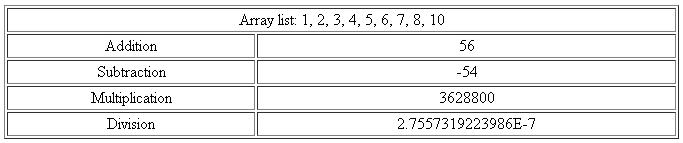 Array list: 1, 2, 3, 4, 5, 6, 7, 8, 10
Addition 56
Subtraction -54
Multiplication 3628800
Division 2.7557319223986E-7